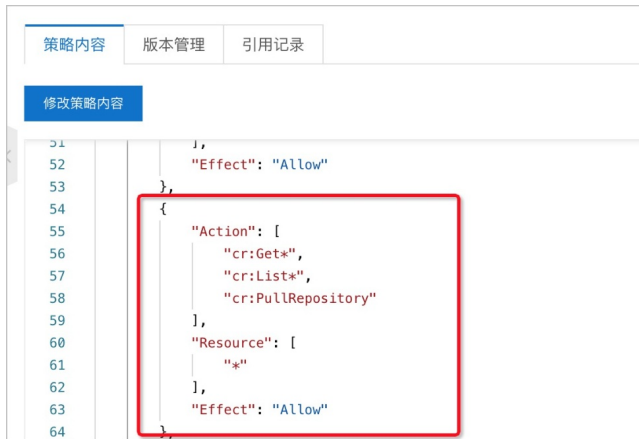 策略内容 版本管理 引用记录
修改策略内容
51 ],
52 "Effect": "Allow"
53 },
54 {
55 "Action": [
56 "cr:Get*",
57 "cr:List*",
58 "cr:PullRepository"
59 ],
60 "Resource": [
61 "*"
62 ],
63 "Effect": "Allow"
64 },